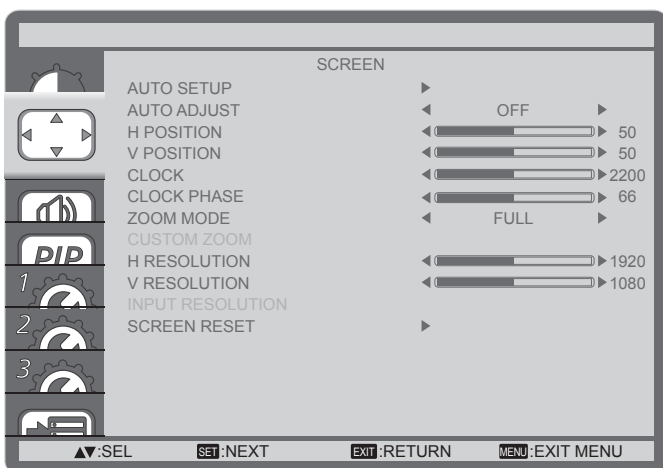 SCREEN
AUTO SETUP
AUTO ADJUST OFF
H POSITION 50
V POSITION 50
CLOCK 2200
CLOCK PHASE 66
ZOOM MODE FULL
CUSTOM ZOOM
H RESOLUTION 1920
V RESOLUTION 1080
INPUT RESOLUTION
SCREEN RESET
PIP
1
2
3
▲▼:SEL SET:NEXT EXIT:RETURN MENU:EXIT MENU